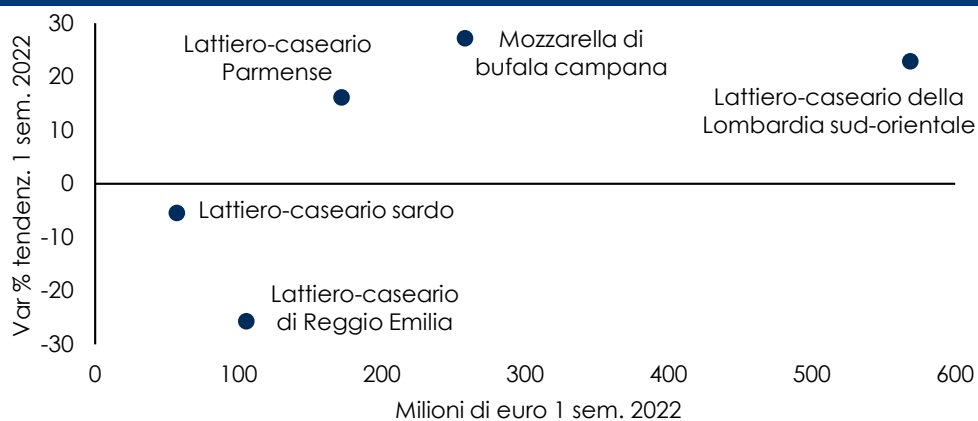 Var % tendenz. 1 sem. 2022
30
20
10
0
-10
-20
-30
Lattiero-caseario
Parmense
Mozzarella di
bufala campana
Lattiero-caseario della
Lombardia sud-orientale
Lattiero-caseario sardo
Lattiero-caseario
di Reggio Emilia
0 100 200 300 400 500 600
Milioni di euro 1 sem. 2022